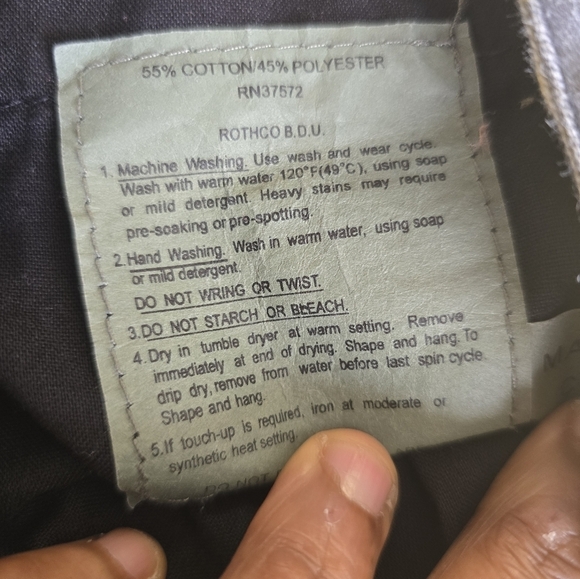 55% COTTON/45% POLYESTER
RN37572
ROTHCO B.D.U.
1. Machine Washing. Use wash and wear cycle.
Wash with warm water 120°F(49°C), using soap
or mild detergent. Heavy stains may require
pre-soaking or pre-spotting.
2.Hand Washing. Wash in warm water, using soap
or mild detergent.
DO NOT WRING OR TWIST.
3.DO NOT STARCH OR BLEACH.
4.Dry in tumble dryer at warm setting. Remove
immediately at end of drying. Shape and hang. To
drip dry, remove from water before last spin cycle.
Shape and hang.
5.If touch-up is required, iron at moderate or
synthetic heat setting.
DO NOT